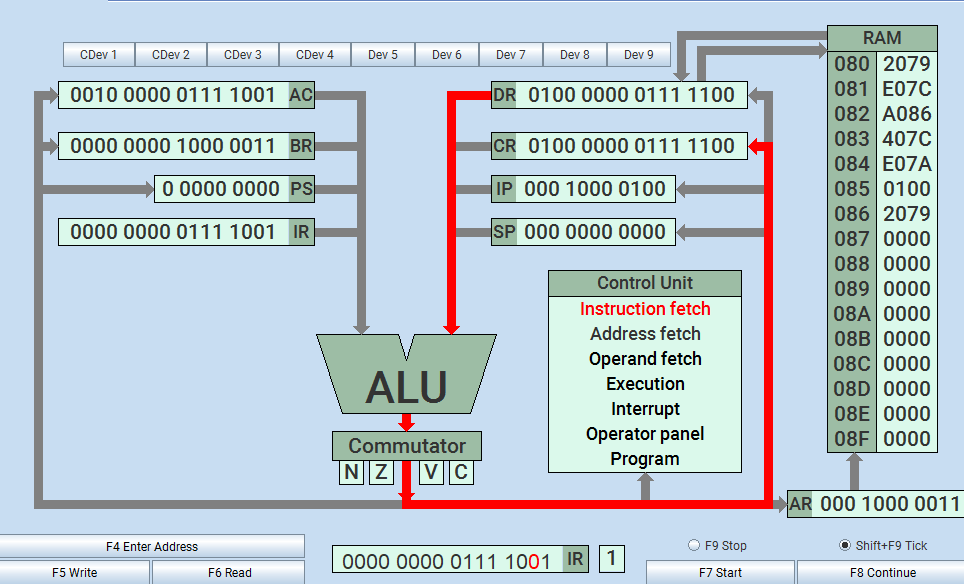 CDev 1 CDev 2 CDev 3 CDev 4 Dev 5 Dev 6 Dev 7 Dev 8 Dev 9
0010 0000 0111 1001 AC
0000 0000 1000 0011 BR
0 0000 0000 PS
0000 0000 0111 1001 IR
DR 0100 0000 0111 1100
CR 0100 0000 0111 1100
IP 000 1000 0100
SP 000 0000 0000
RAM
080 2079
081 E07C
082 A086
083 407C
084 E07A
085 0100
086 2079
087 0000
088 0000
089 0000
08A 0000
08B 0000
08C 0000
08D 0000
08E 0000
08F 0000
Control Unit
Instruction fetch
Address fetch
Operand fetch
Execution
Interrupt
Operator panel
Program
ALU
Commutator
N Z V C
AR 000 1000 0011
F4 Enter Address
F5 Write F6 Read
0000 0000 0111 1001 IR 1
F9 Stop Shift+F9 Tick
F7 Start F8 Continue